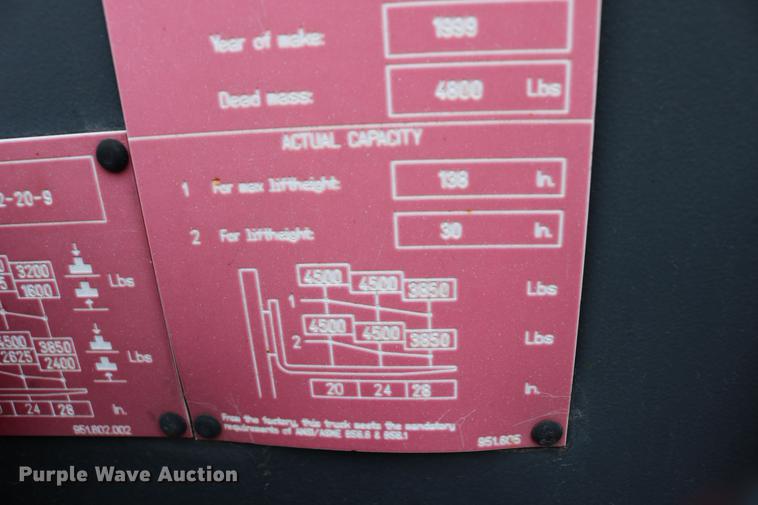 Year of make: 1999
Dead mass: 4800 Lbs
ACTUAL CAPACITY
1 For max liftheight: 138 In.
2 For liftheight: 30 In.
4500 4500 3850 Lbs
1
4500 4500 3850 Lbs
2
20 24 28 In.
From the factory, this truck meets the mandatory
requirements of ANSI/ASME B56.6 & B56.1
951.605
2-20-9
3200
1600 Lbs
4500 3850
2625 2400 Lbs
24 28 In.
951.802.002
Purple Wave Auction